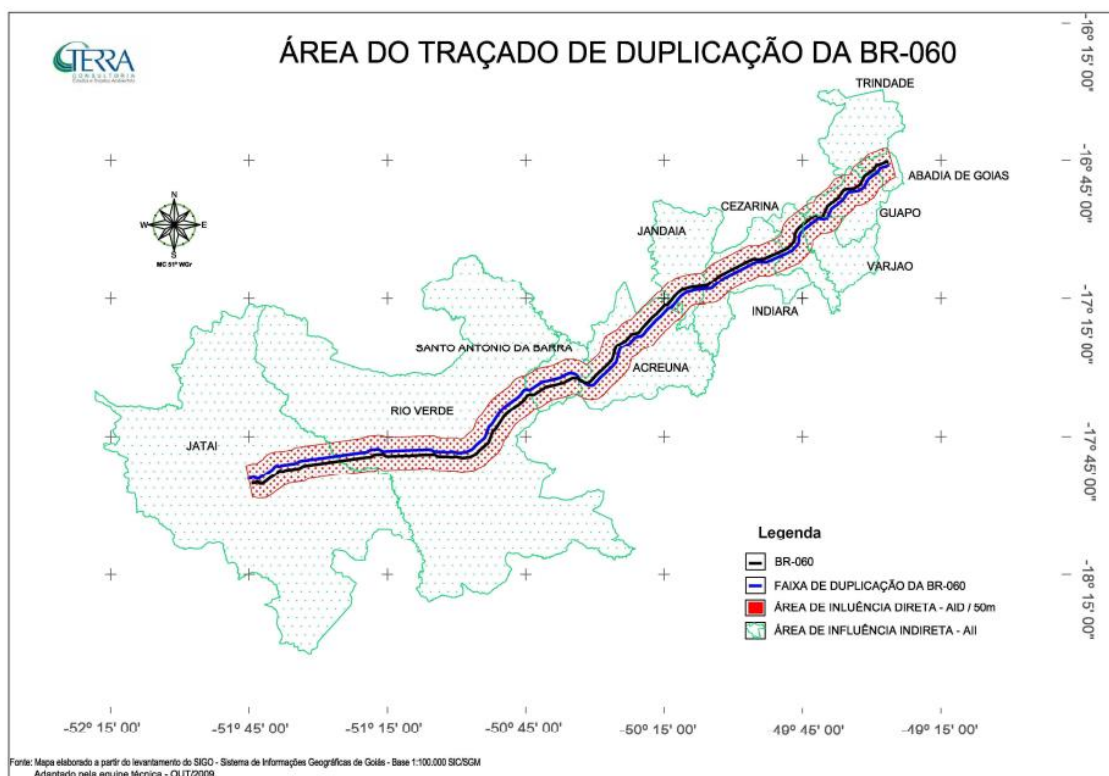 TERRA
CONSULTORIA
ÁREA DO TRAÇADO DE DUPLICAÇÃO DA BR-060
-16º 15' 00"
TRINDADE
-16º 45' 00"
ABADIA DE GOIAS
CEZARINA
GUAPO
JANDAIA
N
W
E
S
MC 51º WGr
VARJAO
INDIARA
-17º 15' 00"
SANTO ANTONIO DA BARRA
ACREUNA
RIO VERDE
JATAI
-17º 45' 00"
Legenda
BR-060
FAIXA DE DUPLICAÇÃO DA BR-060
-18º 15' 00"
ÁREA DE INLUÊNCIA DIRETA - AID / 50m
ÁREA DE INFLUÊNCIA INDIRETA - AII
-52º 15' 00"
-51º 45' 00"
-51º 15' 00"
-50º 45' 00"
-50º 15' 00"
-49º 45' 00"
-49º 15' 00"
Fonte: Mapa elaborado a partir do levantamento do SIGO - Sistema de Informações Geográficas de Goiás - Base 1:100.000 SIC/SGM
Adaptado pela equipe técnica - OUT/2009